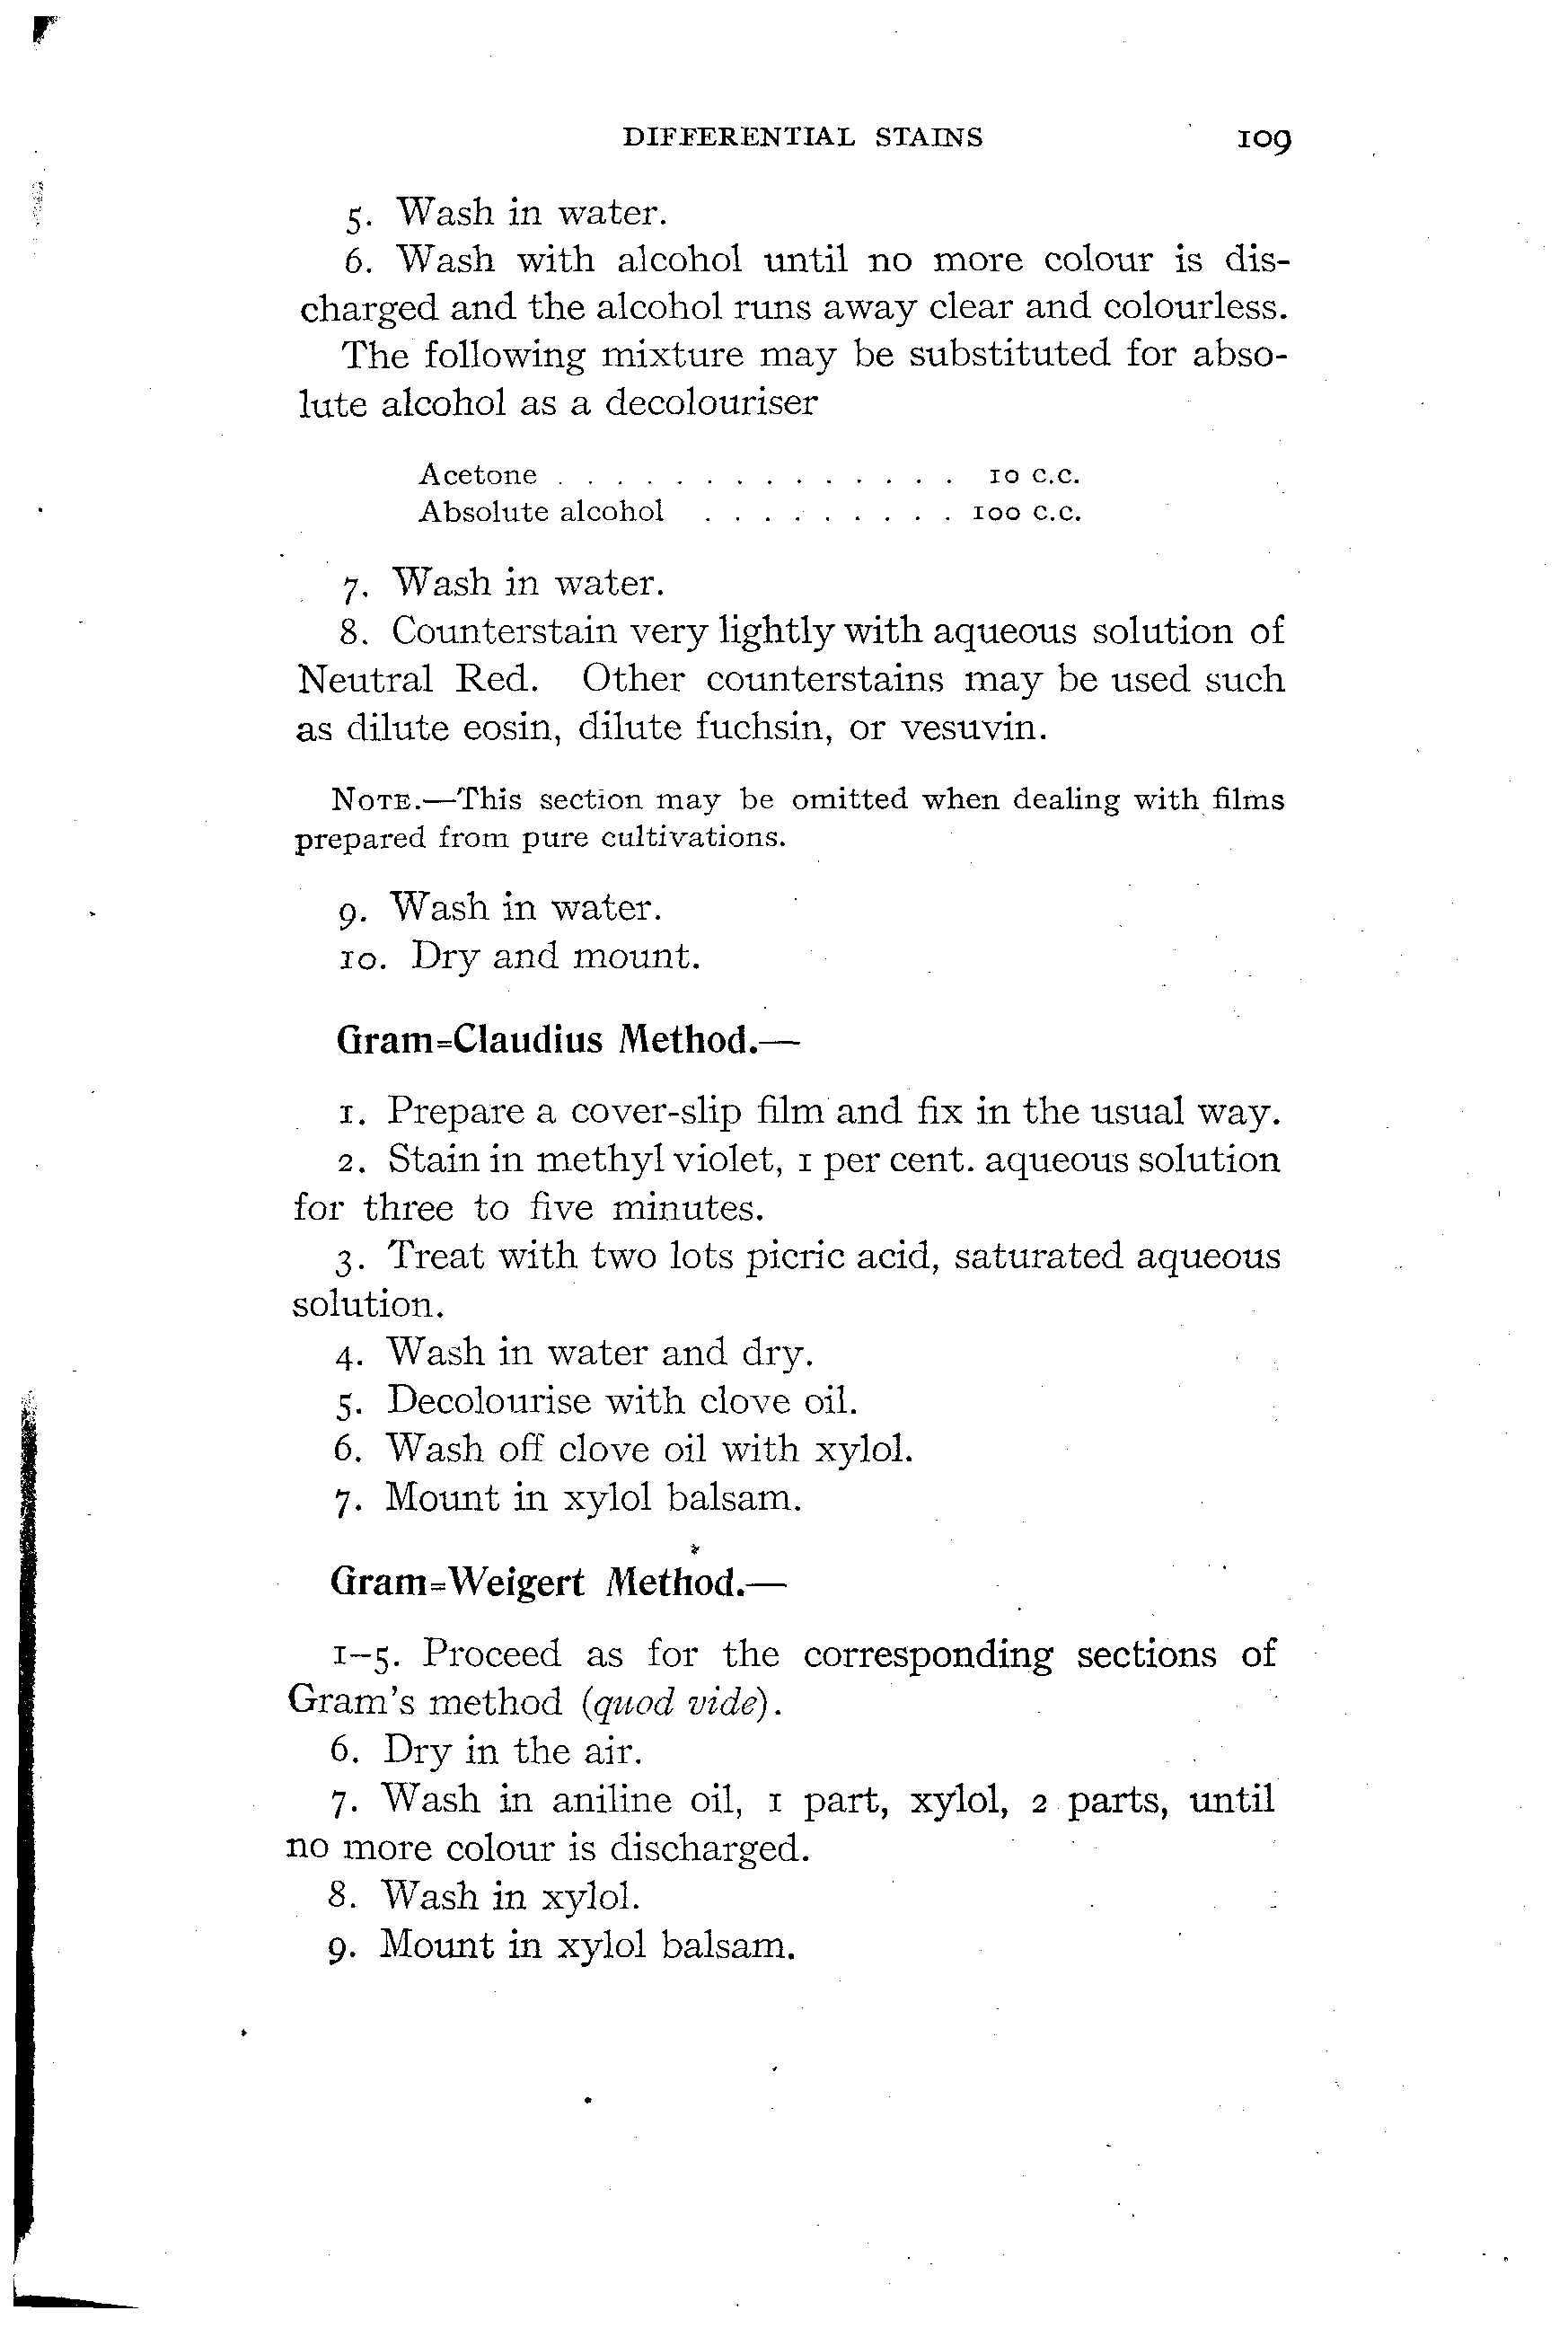 DIFFERENTIAL STAINS 109
5. Wash in water.
6. Wash with alcohol until no more colour is dis-
charged and the alcohol runs away clear and colourless.
The following mixture may be substituted for abso-
lute alcohol as a decolouriser
Acetone . . . . . . . . . . . . . . 10 c.c.
Absolute alcohol . . . . . . . . . 100 c.c.
7. Wash in water.
8. Counterstain very lightly with aqueous solution of
Neutral Red. Other counterstains may be used such
as dilute eosin, dilute fuchsin, or vesuvin.
NOTE.—This section may be omitted when dealing with films
prepared from pure cultivations.
9. Wash in water.
10. Dry and mount.
Gram=Claudius Method.—
1. Prepare a cover-slip film and fix in the usual way.
2. Stain in methyl violet, 1 per cent. aqueous solution
for three to five minutes.
3. Treat with two lots picric acid, saturated aqueous
solution.
4. Wash in water and dry.
5. Decolourise with clove oil.
6. Wash off clove oil with xylol.
7. Mount in xylol balsam.
Gram=Weigert Method.—
1–5. Proceed as for the corresponding sections of
Gram's method (quod vide).
6. Dry in the air.
7. Wash in aniline oil, 1 part, xylol, 2 parts, until
no more colour is discharged.
8. Wash in xylol.
9. Mount in xylol balsam.